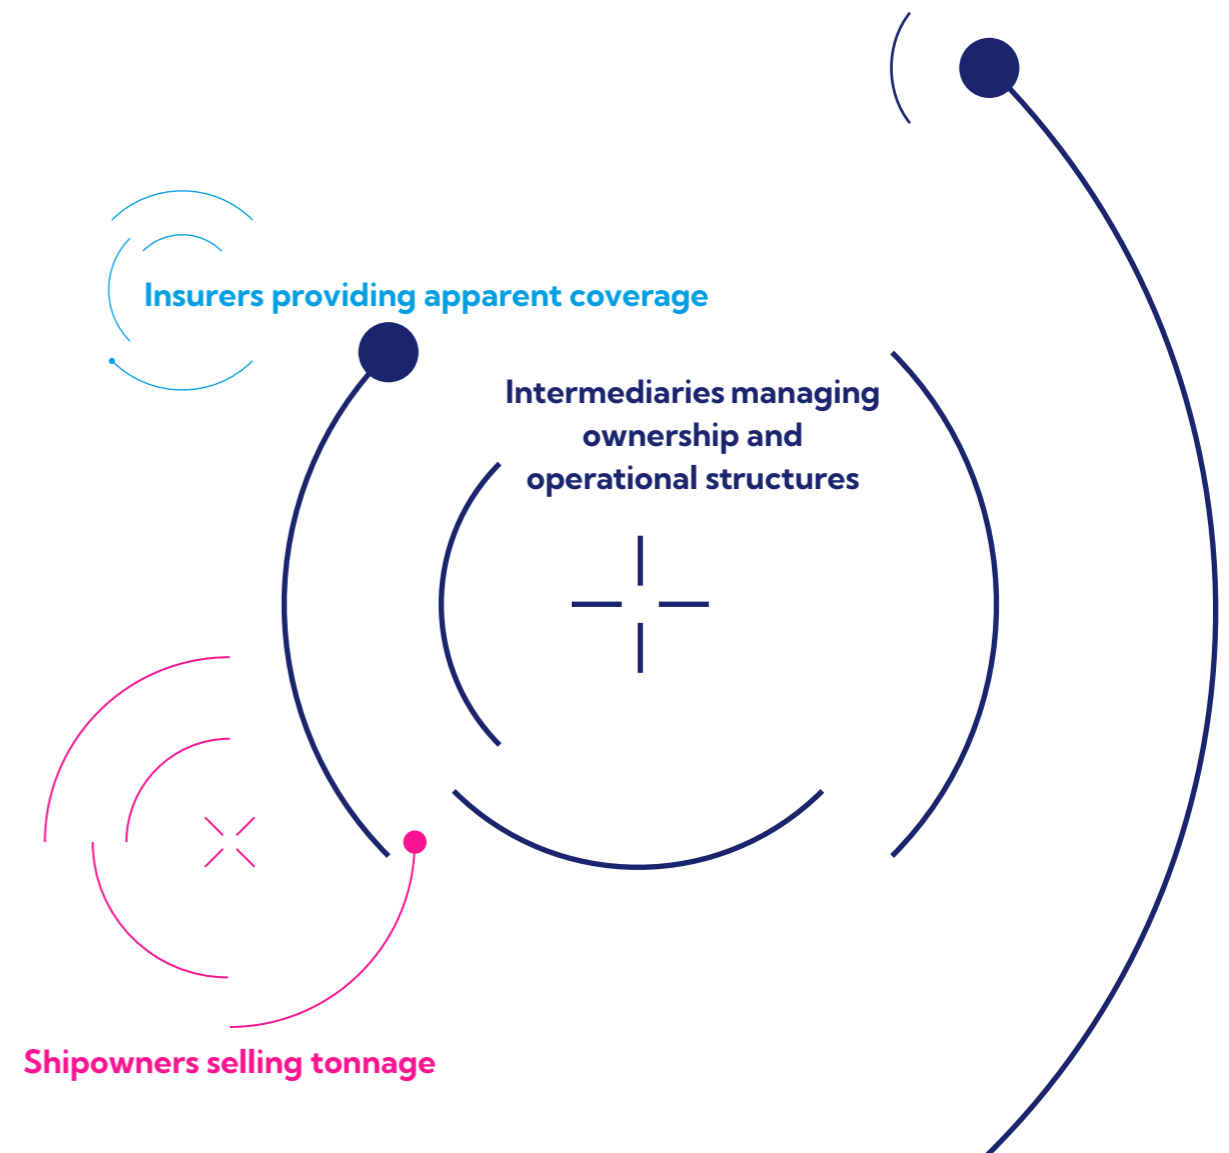 Insurers providing apparent coverage
Intermediaries managing
ownership and
operational structures
Shipowners selling tonnage